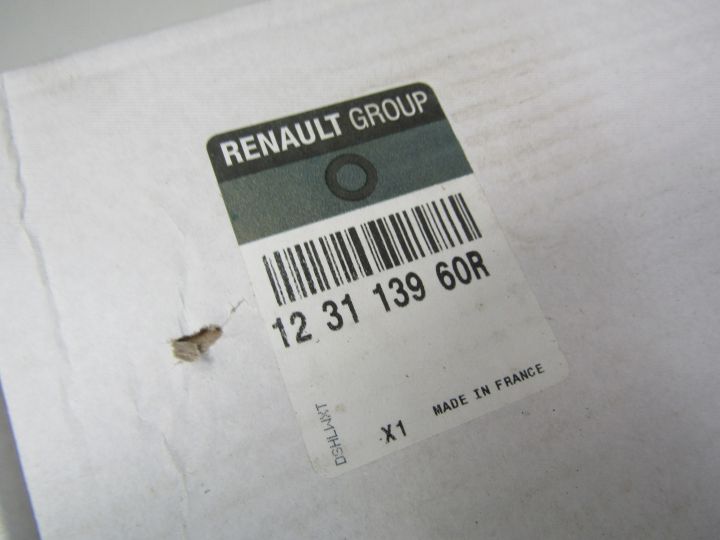 RENAULT GROUP
12 31 139 60R
MADE IN FRANCE
X1
DSHLWXT